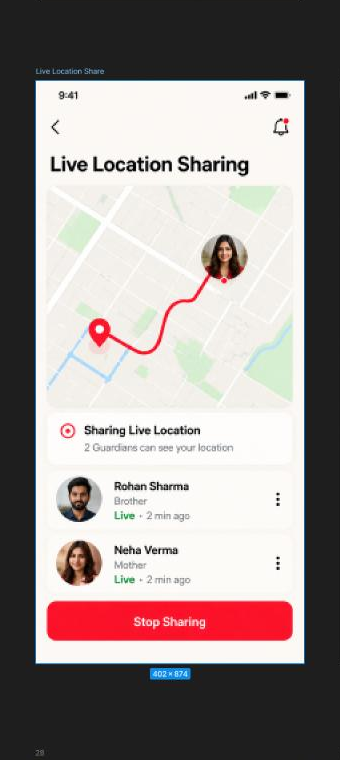 Live Location Share
9:41
Live Location Sharing
Sharing Live Location
2 Guardians can see your location
Rohan Sharma
Brother
Live • 2 min ago
Neha Verma
Mother
Live • 2 min ago
Stop Sharing
402 × 874
28